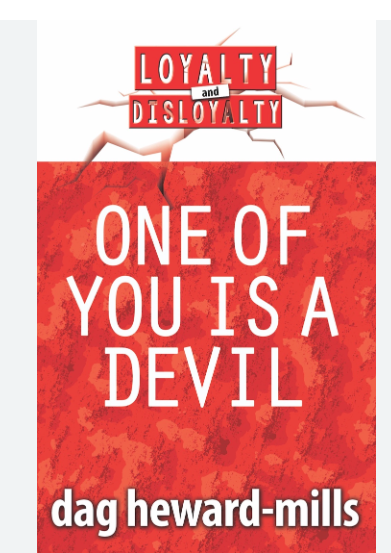 LOYALTY
and
DISLOYALTY
ONE OF
YOU IS A
DEVIL
dag heward-mills